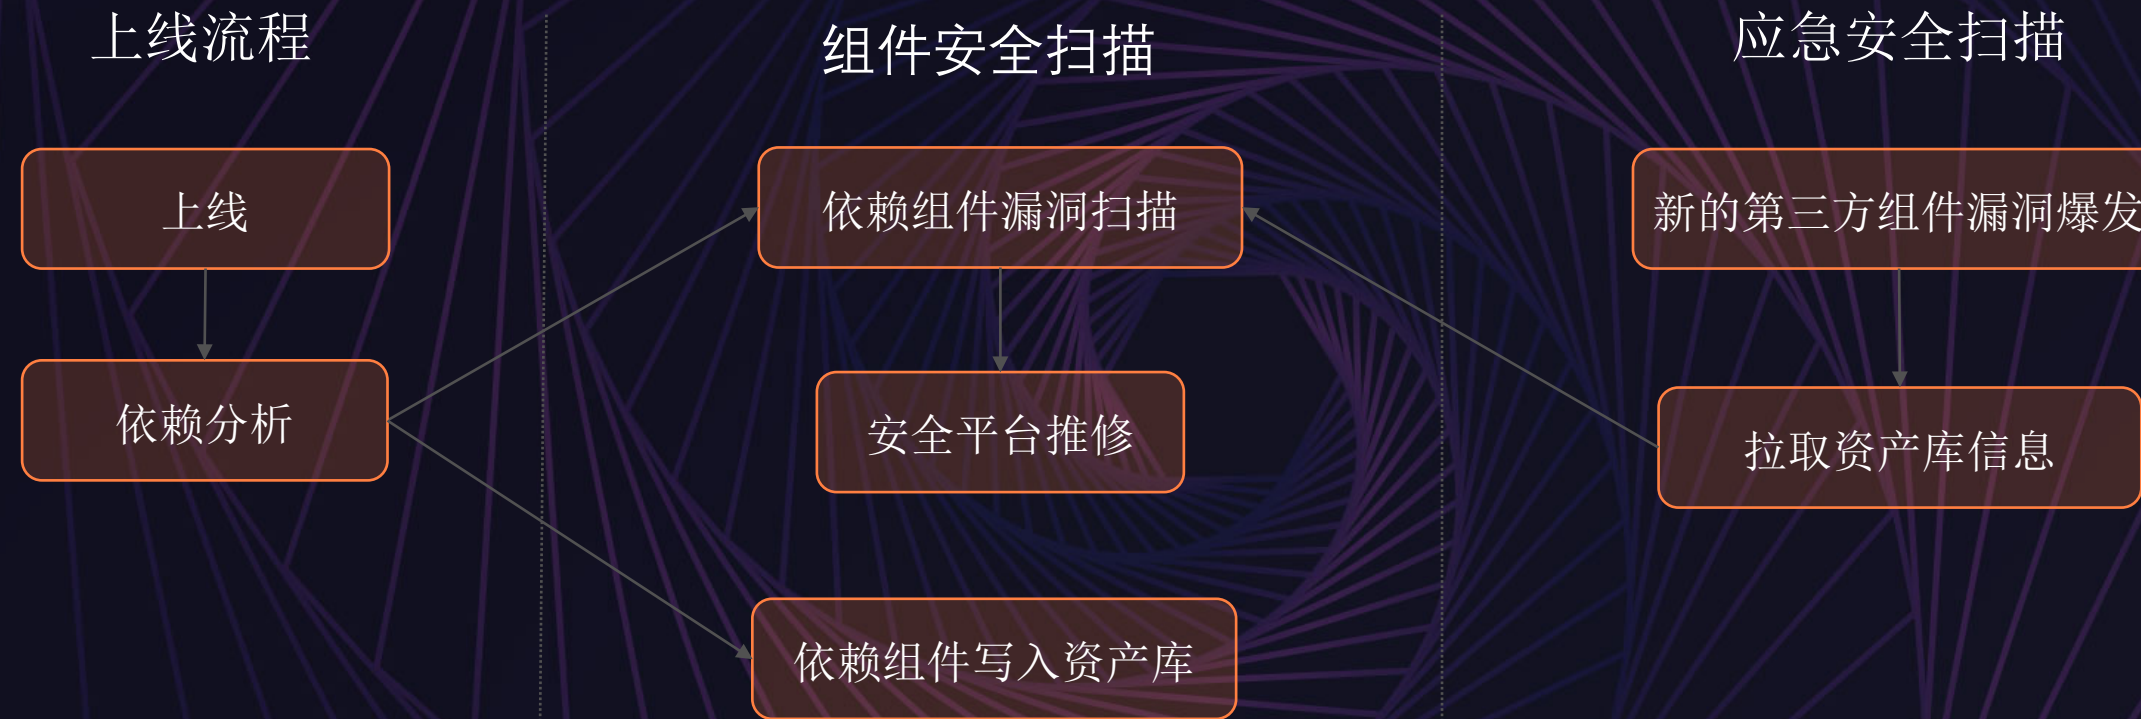 上线流程
组件安全扫描
应急安全扫描
上线
依赖组件漏洞扫描
新的第三方组件漏洞爆发
依赖分析
安全平台推修
拉取资产库信息
依赖组件写入资产库